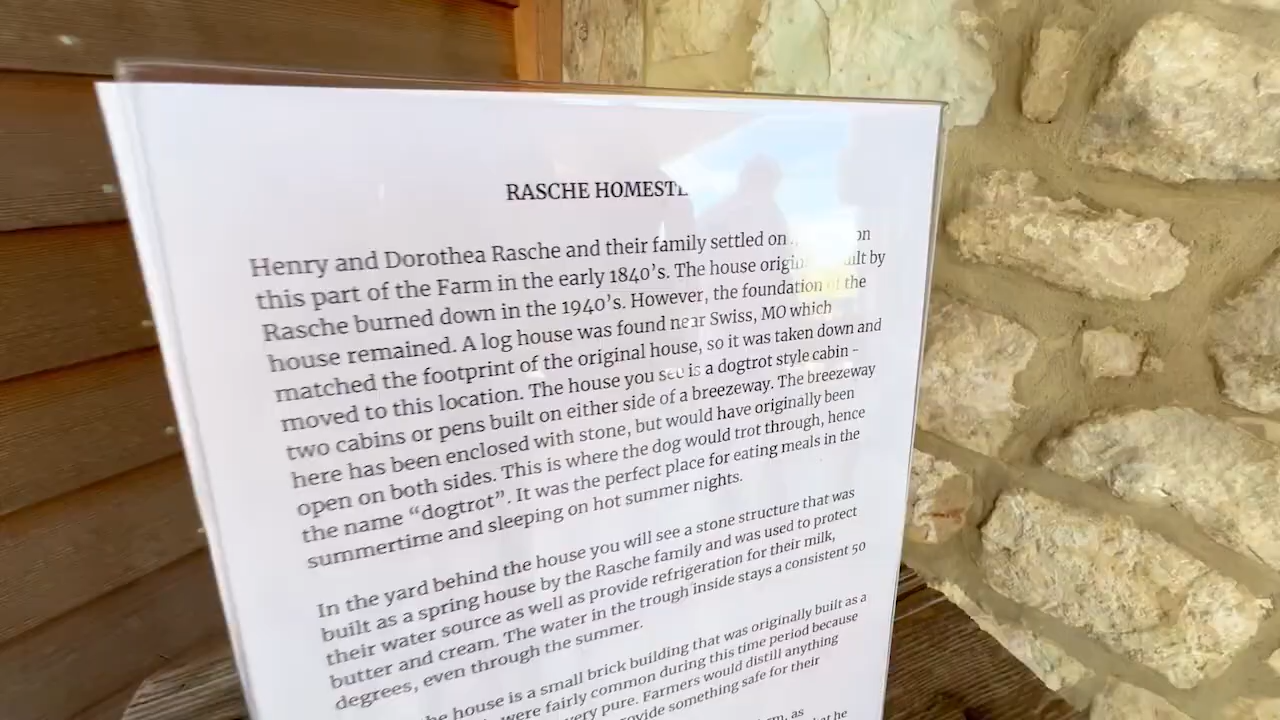 RASCHE HOMESTE
Henry and Dorothea Rasche and their family settled on on
this part of the Farm in the early 1840's. The house by
Rasche burned down in the 1940's. However, the foundation the
house remained. A log house was found near Swiss, MO which
matched the footprint of the original house, so it was taken down and
moved to this location. The house you see is a dogtrot style cabin -
two cabins or pens built on either side of a breezeway. The breezeway
here has been enclosed with stone, but would have originally been
open on both sides. This is where the dog would trot through, hence
the name “dogtrot”. It was the perfect place for eating meals in the
summertime and sleeping on hot summer nights.
In the yard behind the house you will see a stone structure that was
built as a spring house by the Rasche family and was used to protect
their water source as well as provide refrigeration for their milk,
butter and cream. The water in the trough inside stays a consistent 50
degrees, even through the summer.
house is a small brick building that was originally built as a
were fairly common during this time period because
very pure. Farmers would distill anything
provide something safe for their
as
he